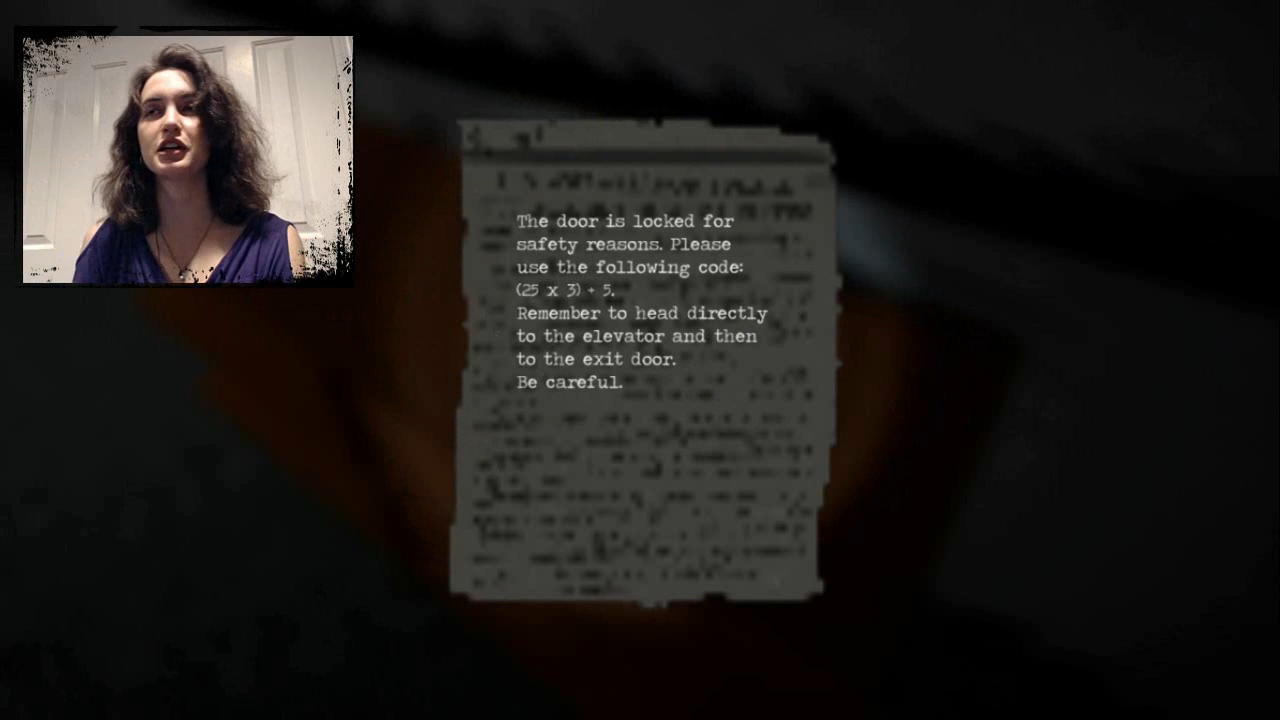 The door is locked for
safety reasons. Please
use the following code:
(25 x 3) + 5.
Remember to head directly
to the elevator and then
to the exit door.
Be careful.